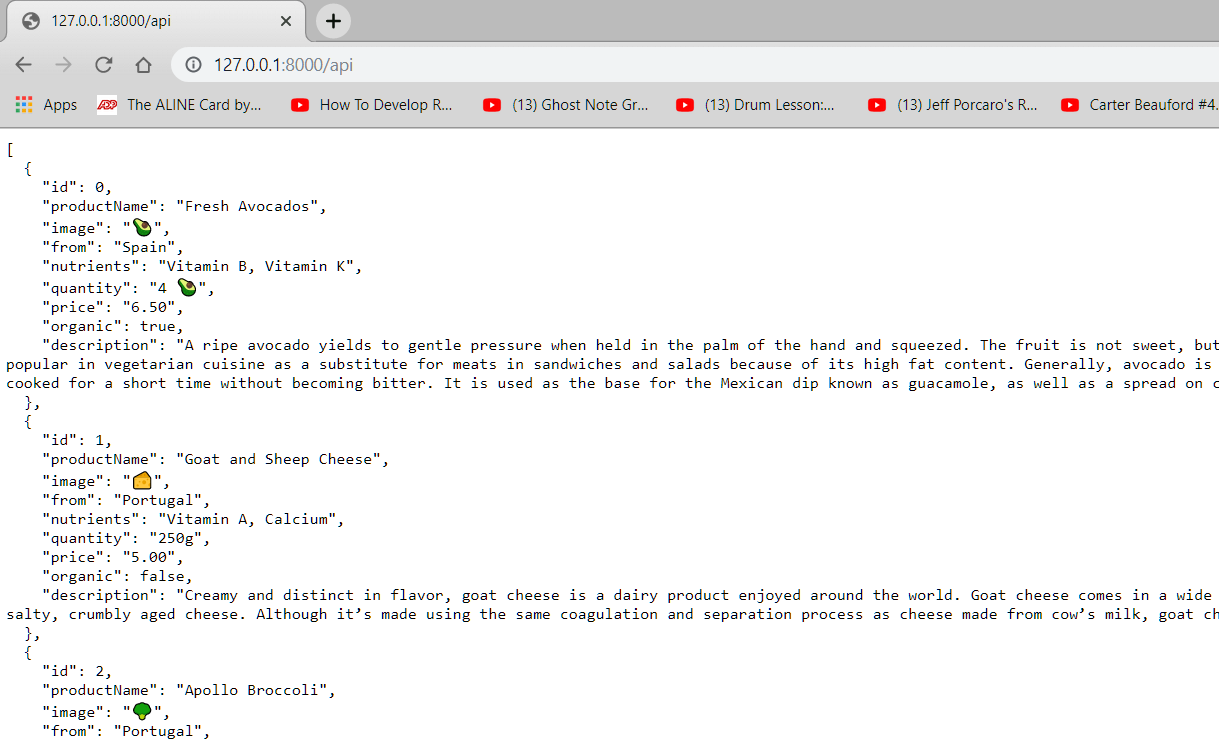 127.0.0.1:8000/api
127.0.0.1:8000/api
Apps ADP The ALINE Card by... How To Develop R... (13) Ghost Note Gr... (13) Drum Lesson:... (13) Jeff Porcaro's R... Carter Beauford #4.
[
{
"id": 0,
"productName": "Fresh Avocados",
"image": "🥑",
"from": "Spain",
"nutrients": "Vitamin B, Vitamin K",
"quantity": "4 🥑",
"price": "6.50",
"organic": true,
"description": "A ripe avocado yields to gentle pressure when held in the palm of the hand and squeezed. The fruit is not sweet, but
popular in vegetarian cuisine as a substitute for meats in sandwiches and salads because of its high fat content. Generally, avocado is
cooked for a short time without becoming bitter. It is used as the base for the Mexican dip known as guacamole, as well as a spread on c
},
{
"id": 1,
"productName": "Goat and Sheep Cheese",
"image": "🧀",
"from": "Portugal",
"nutrients": "Vitamin A, Calcium",
"quantity": "250g",
"price": "5.00",
"organic": false,
"description": "Creamy and distinct in flavor, goat cheese is a dairy product enjoyed around the world. Goat cheese comes in a wide
salty, crumbly aged cheese. Although it’s made using the same coagulation and separation process as cheese made from cow’s milk, goat ch
},
{
"id": 2,
"productName": "Apollo Broccoli",
"image": "🥦",
"from": "Portugal",